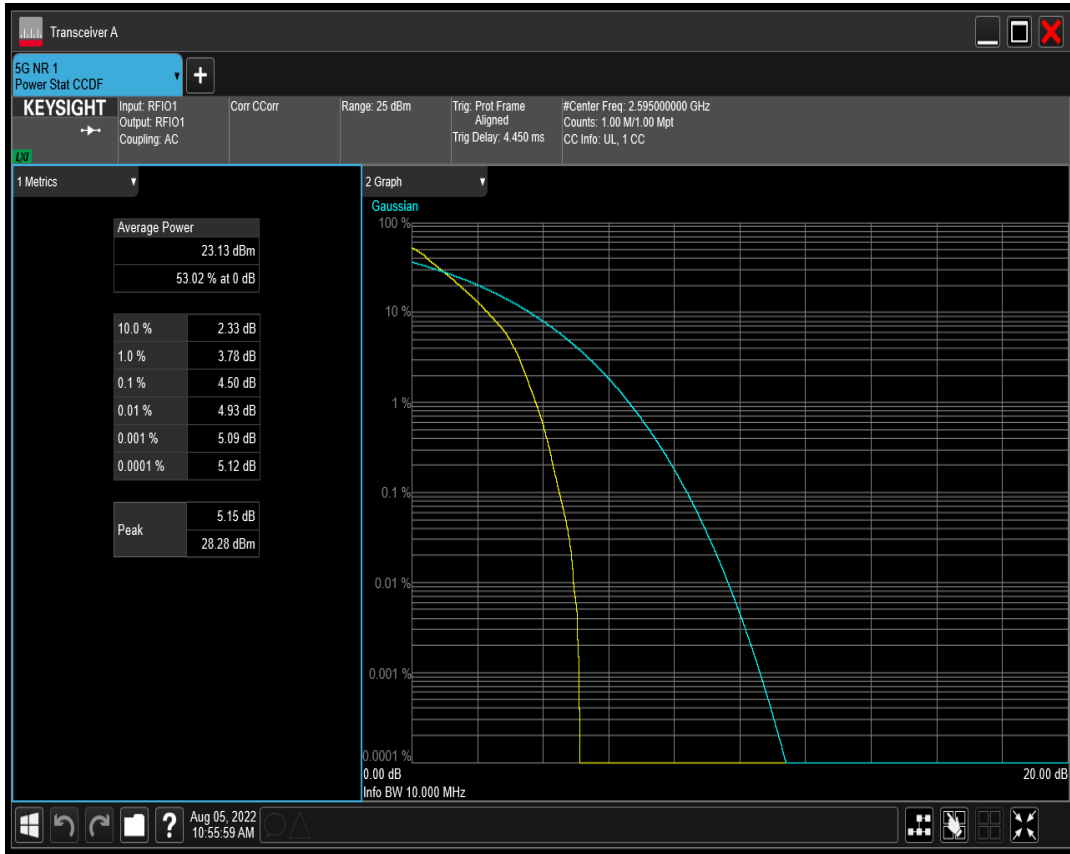 Transceiver A
5G NR 1
Power Stat CCDF
KEYSIGHT
LXI
Input: RFIO1
Output: RFIO1
Coupling: AC
Corr CCorr
Range: 25 dBm
Trig: Prot Frame
Aligned
Trig Delay: 4.450 ms
#Center Freq: 2.595000000 GHz
Counts: 1.00 M/1.00 Mpt
CC Info: UL, 1 CC
1 Metrics
Average Power
23.13 dBm
53.02 % at 0 dB
10.0 % 2.33 dB
1.0 % 3.78 dB
0.1 % 4.50 dB
0.01 % 4.93 dB
0.001 % 5.09 dB
0.0001 % 5.12 dB
Peak
5.15 dB
28.28 dBm
2 Graph
Gaussian
100 %
10 %
1 %
0.1 %
0.01 %
0.001 %
0.0001 %
0.00 dB 20.00 dB
Info BW 10.000 MHz
? Aug 05, 2022
10:55:59 AM